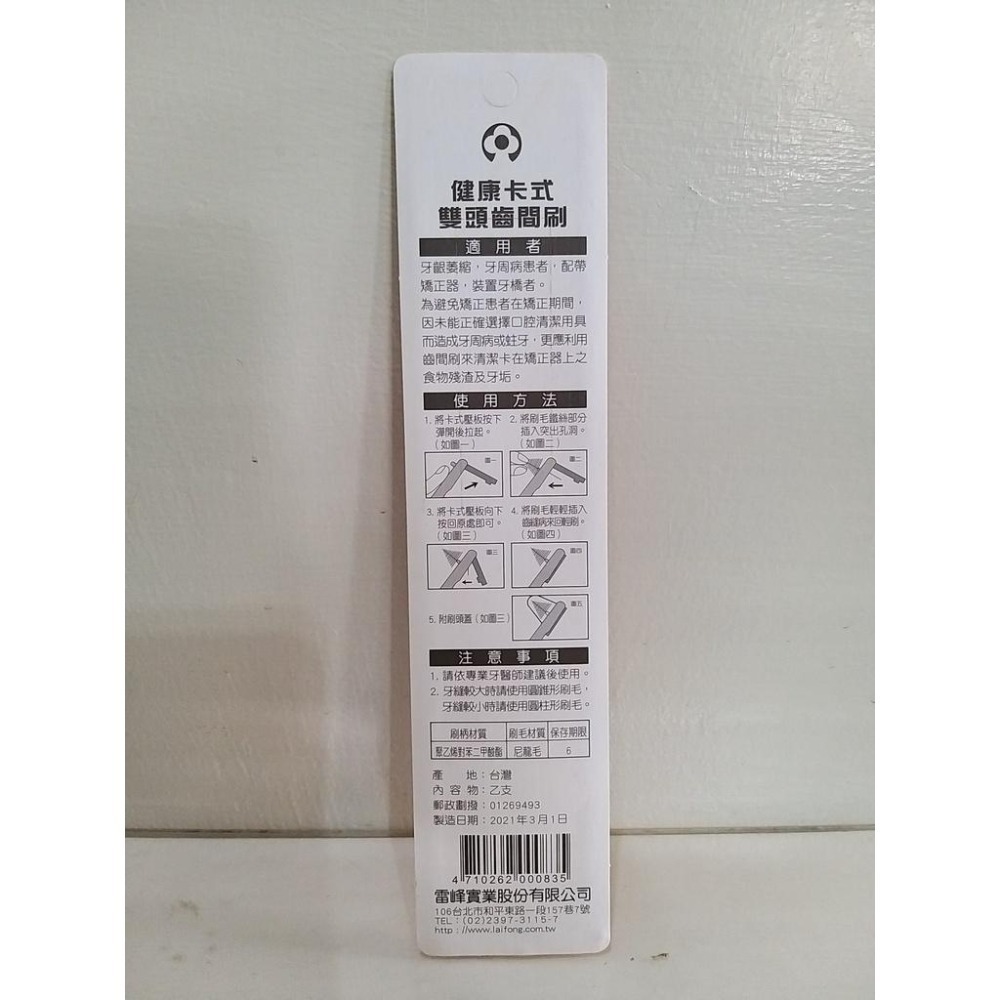 健康卡式
雙頭齒間刷
適用者
牙齦萎縮，牙周病患者，配帶
矯正器，裝置牙橋者。
為避免矯正患者在矯正期間，
因未能正確選擇口腔清潔用具
而造成牙周病或蛀牙，更應利用
齒間刷來清潔卡在矯正器上之
食物殘渣及牙垢。
使用方法
1. 將卡式壓板按下
彈開後拉起。
（如圖一）
2. 將刷毛鐵絲部分
插入突出孔洞。
（如圖二）
圖一
圖二
3. 將卡式壓板向下
按回原處即可。
（如圖三）
4. 將刷毛輕輕插入
齒縫病來回輕刷。
（如圖四）
圖三
圖四
5. 附刷頭蓋（如圖三）
圖五
注意事項
1. 請依專業牙醫師建議後使用。
2. 牙縫較大時請使用圓錐形刷毛，
牙縫較小時請使用圓柱形刷毛。
刷柄材質 刷毛材質 保存期限
聚乙烯對苯二甲酸酯 尼龍毛 6
產　地：台灣
內容物：乙支
郵政劃撥：01269493
製造日期：2021年3月1日
4 710262 000835
雷峰實業股份有限公司
106台北市和平東路一段157巷7號
TEL：(02)2397-3115-7
http：//www.laifong.com.tw